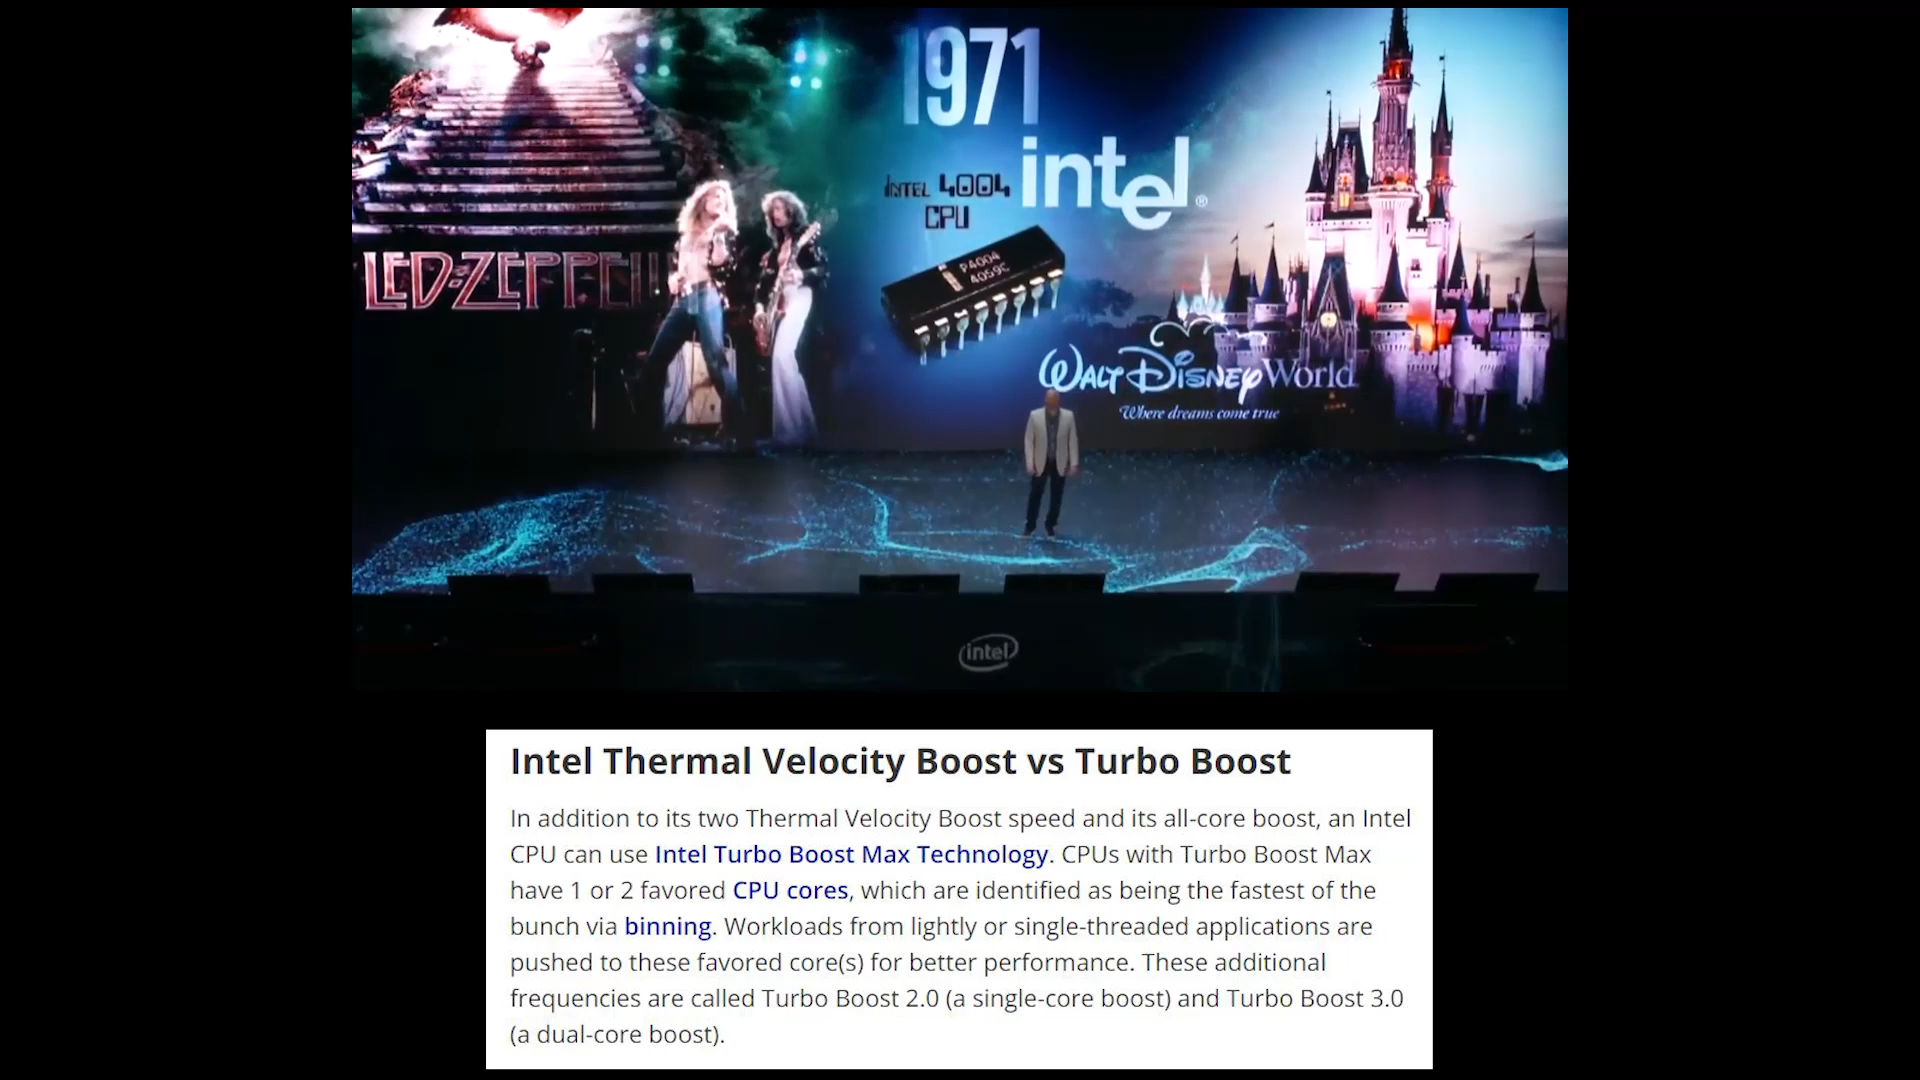 1971
intel®
INTEL 4004
CPU
P4004
4059C
LED-ZEPPELI
WALT DISNEY World
Where dreams come true
intel
Intel Thermal Velocity Boost vs Turbo Boost
In addition to its two Thermal Velocity Boost speed and its all-core boost, an Intel
CPU can use Intel Turbo Boost Max Technology. CPUs with Turbo Boost Max
have 1 or 2 favored CPU cores, which are identified as being the fastest of the
bunch via binning. Workloads from lightly or single-threaded applications are
pushed to these favored core(s) for better performance. These additional
frequencies are called Turbo Boost 2.0 (a single-core boost) and Turbo Boost 3.0
(a dual-core boost).